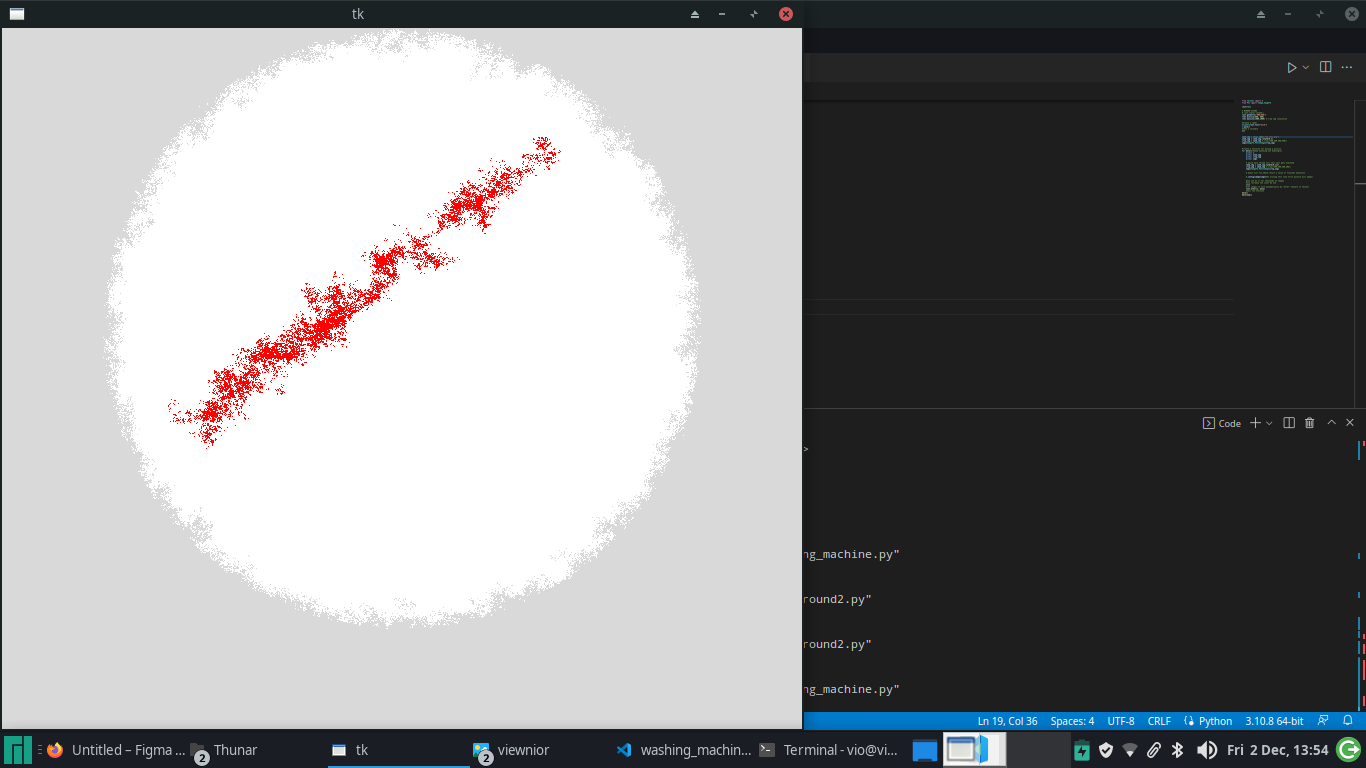 tk
Code
>
ng_machine.py"
round2.py"
round2.py"
ng_machine.py"
Ln 19, Col 36 Spaces: 4 UTF-8 CRLF Python 3.10.8 64-bit
Untitled – Figma ... 2 Thunar tk 2 viewnior washing_machin... Terminal - vio@vi... Fri 2 Dec, 13:54